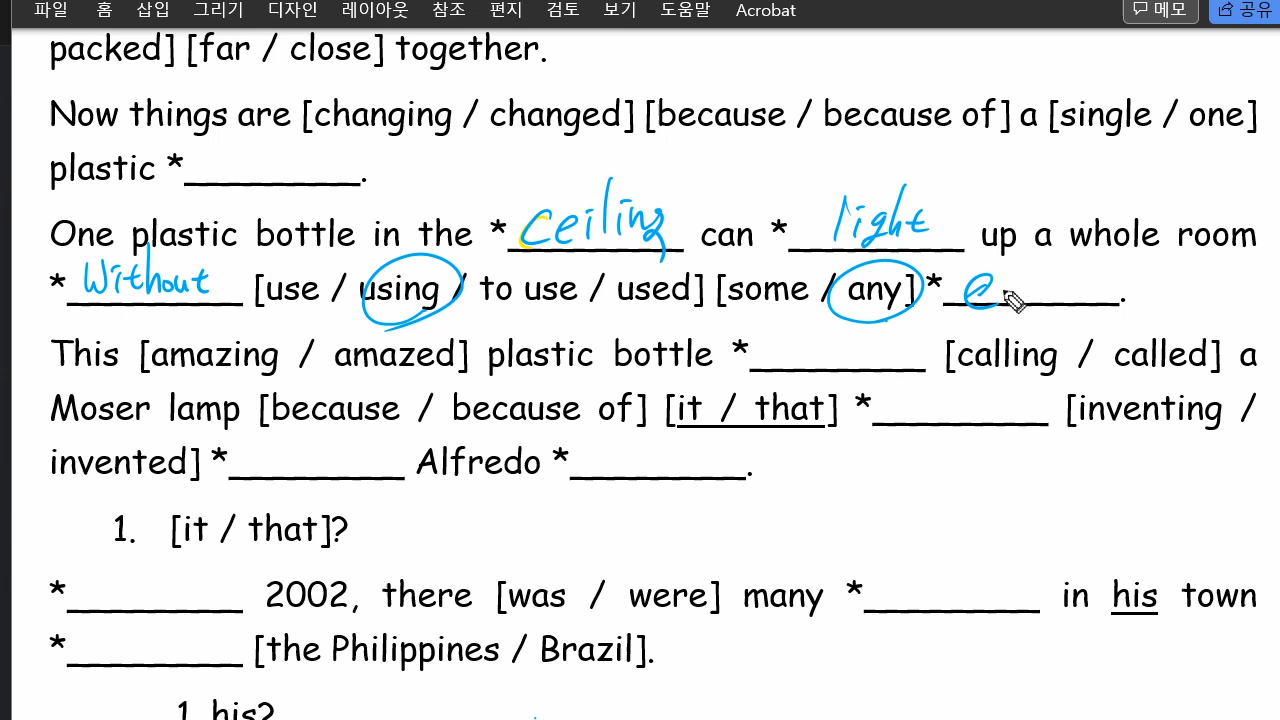 파일 홈 삽입 그리기 디자인 레이아웃 참조 편지 검토 보기 도움말 Acrobat 메모 공유
packed] [far / close] together.
Now things are [changing / changed] [because / because of] a [single / one]
plastic *________.
One plastic bottle in the *ceiling can *light up a whole room
*Without [use / using / to use / used] [some / any] *e________.
This [amazing / amazed] plastic bottle *________ [calling / called] a
Moser lamp [because / because of] [it / that] *________ [inventing /
invented] *________ Alfredo *________.
1. [it / that]?
*________ 2002, there [was / were] many *________ in his town
*________ [the Philippines / Brazil].
1. his?